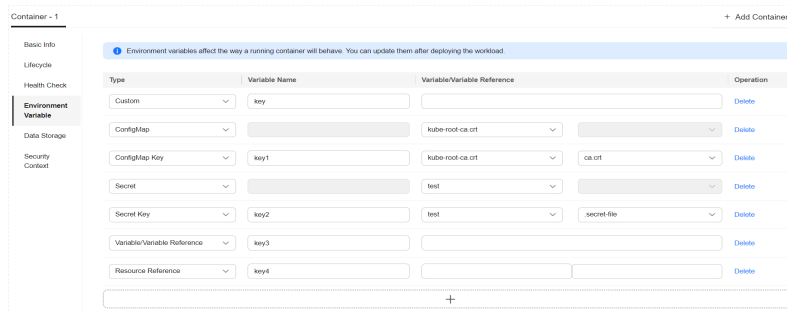 Container - 1
+ Add Container
Basic Info
Lifecycle
Health Check
Environment
Variable
Data Storage
Security
Context
Environment variables affect the way a running container will behave. You can update them after deploying the workload.
Type Variable Name Variable/Variable Reference Operation
Custom key Delete
ConfigMap kube-root-ca.crt Delete
ConfigMap Key key1 kube-root-ca.crt ca.crt Delete
Secret test Delete
Secret Key key2 test .secret-file Delete
Variable/Variable Reference key3 Delete
Resource Reference key4 Delete
+